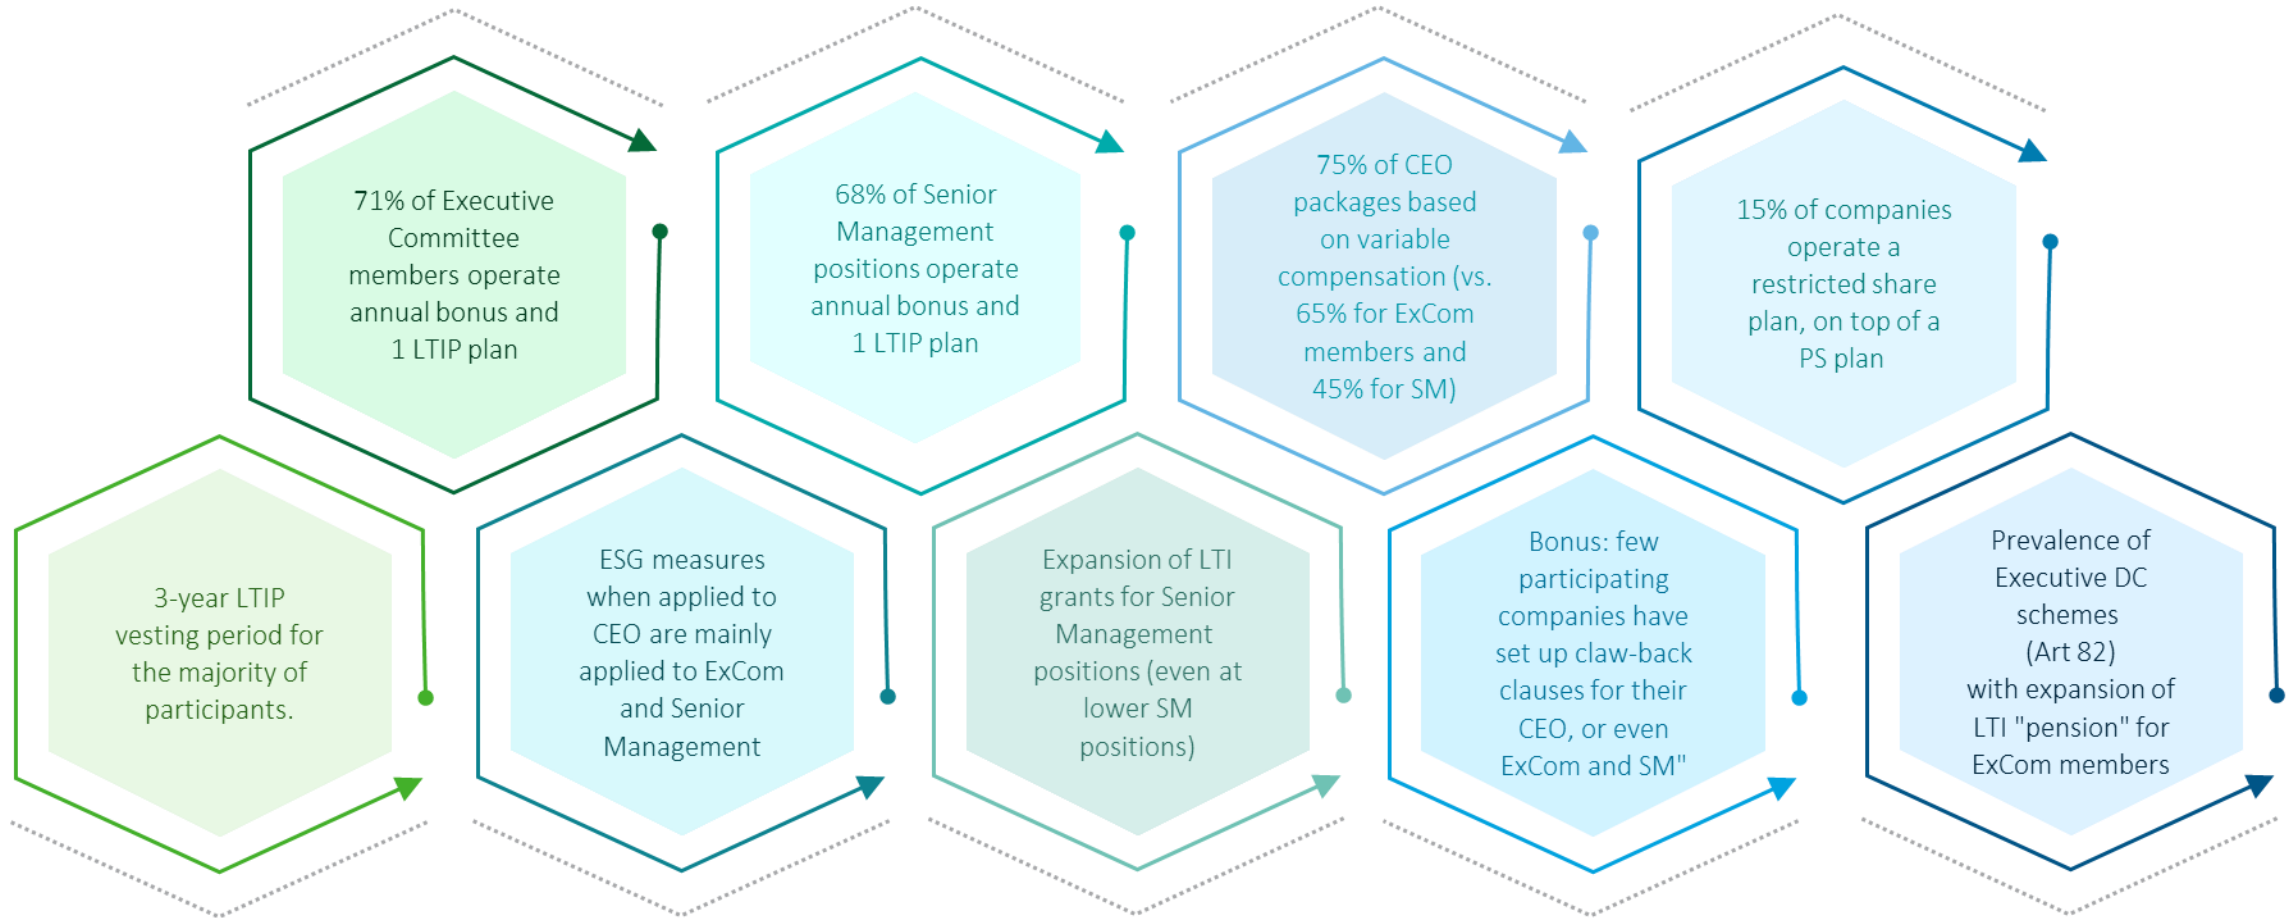 71% of Executive
Committee
members operate
annual bonus and
1 LTIP plan
68% of Senior
Management
positions operate
annual bonus and
1 LTIP plan
75% of CEO
packages based
on variable
compensation (vs.
65% for ExCom
members and
45% for SM)
15% of companies
operate a
restricted share
plan, on top of a
PS plan
3-year LTIP
vesting period for
the majority of
participants.
ESG measures
when applied to
CEO are mainly
applied to ExCom
and Senior
Management
Expansion of LTI
grants for Senior
Management
positions (even at
lower SM
positions)
Bonus: few
participating
companies have
set up claw-back
clauses for their
CEO, or even
ExCom and SM"
Prevalence of
Executive DC
schemes
(Art 82)
with expansion of
LTI "pension" for
ExCom members